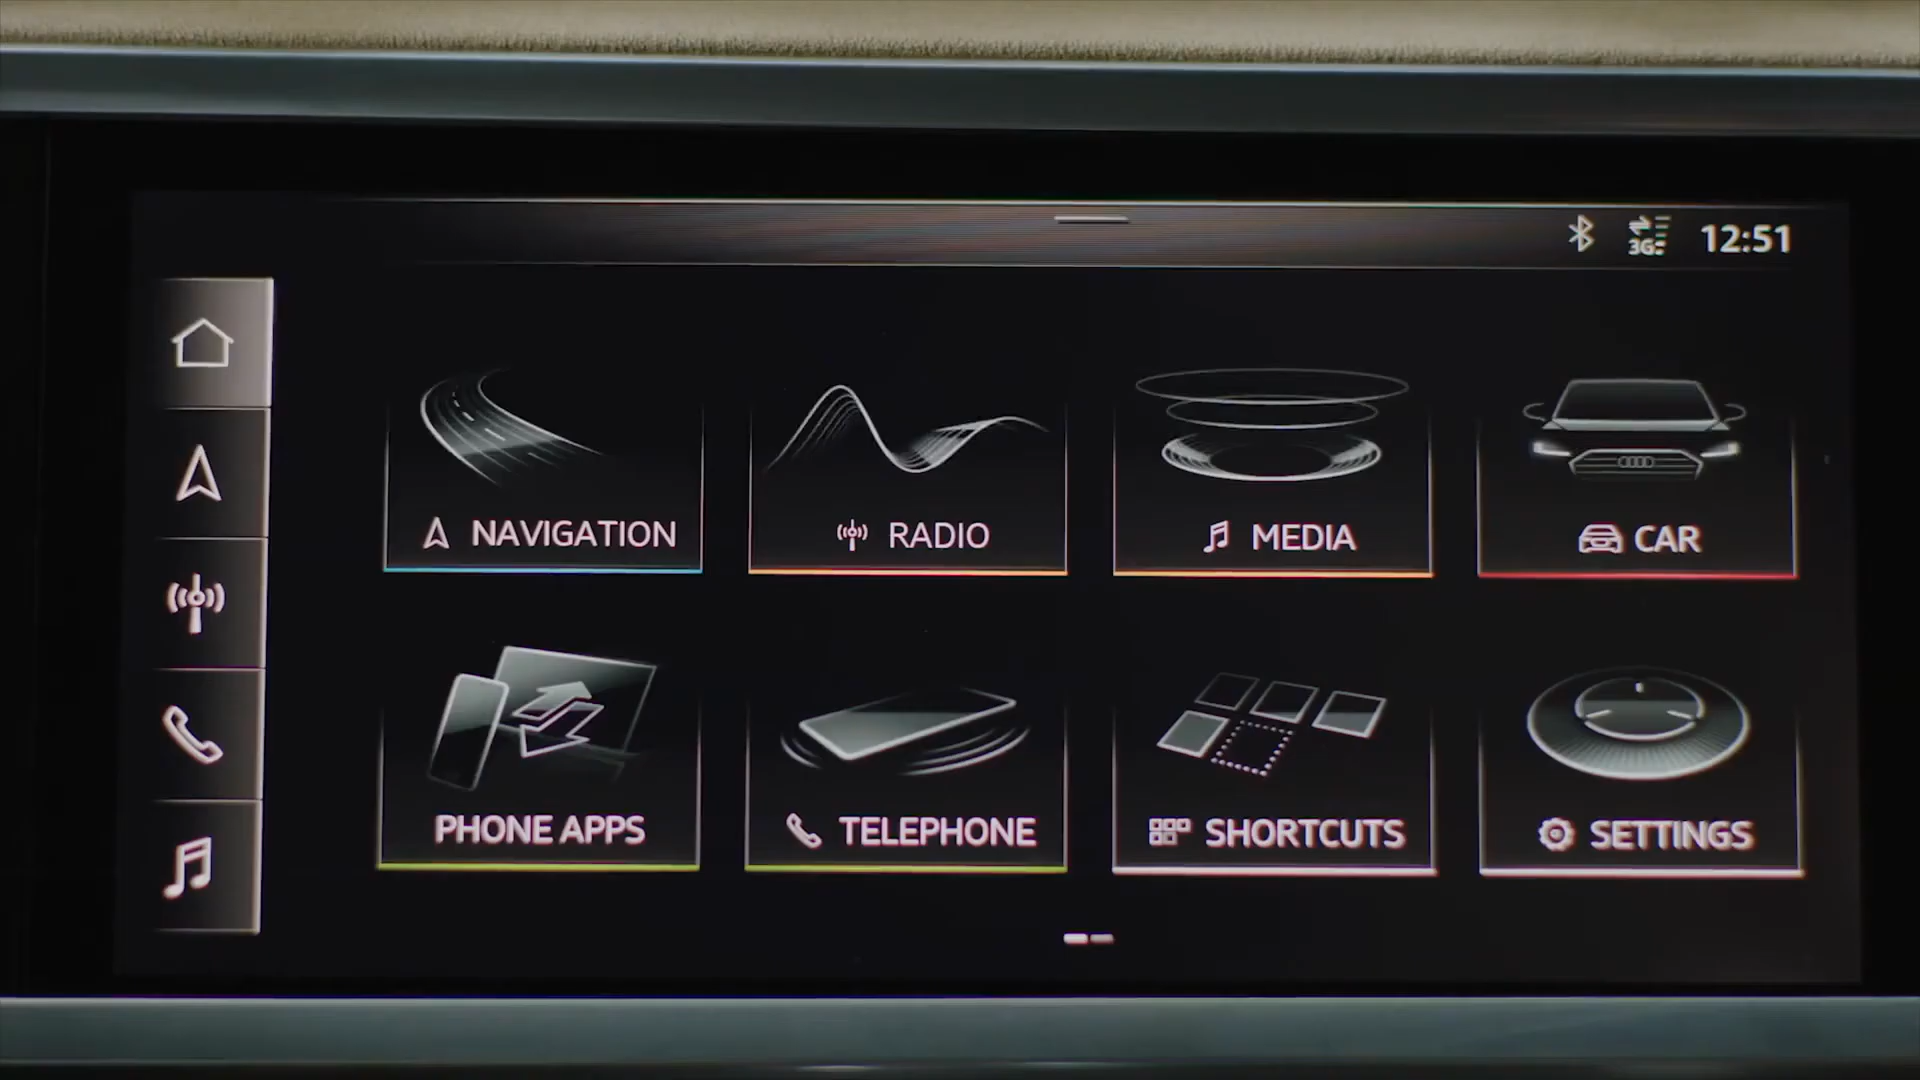 3G 12:51
NAVIGATION
RADIO
MEDIA
CAR
PHONE APPS
TELEPHONE
SHORTCUTS
SETTINGS